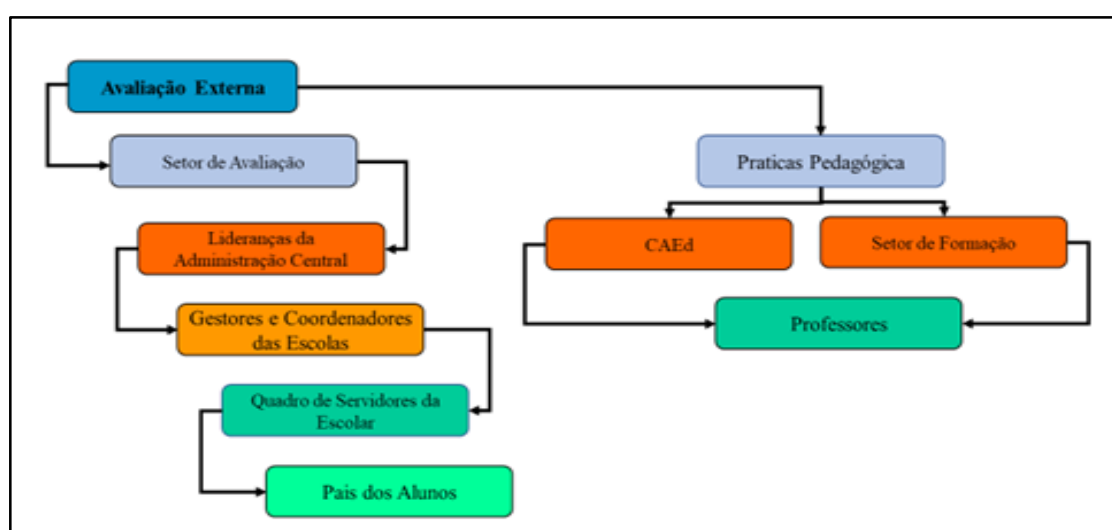 Avaliação Externa
Setor de Avaliação
Lideranças da
Administração Central
Gestores e Coordenadores
das Escolas
Quadro de Servidores da
Escolar
Pais dos Alunos
Praticas Pedagógica
CAEd
Setor de Formação
Professores